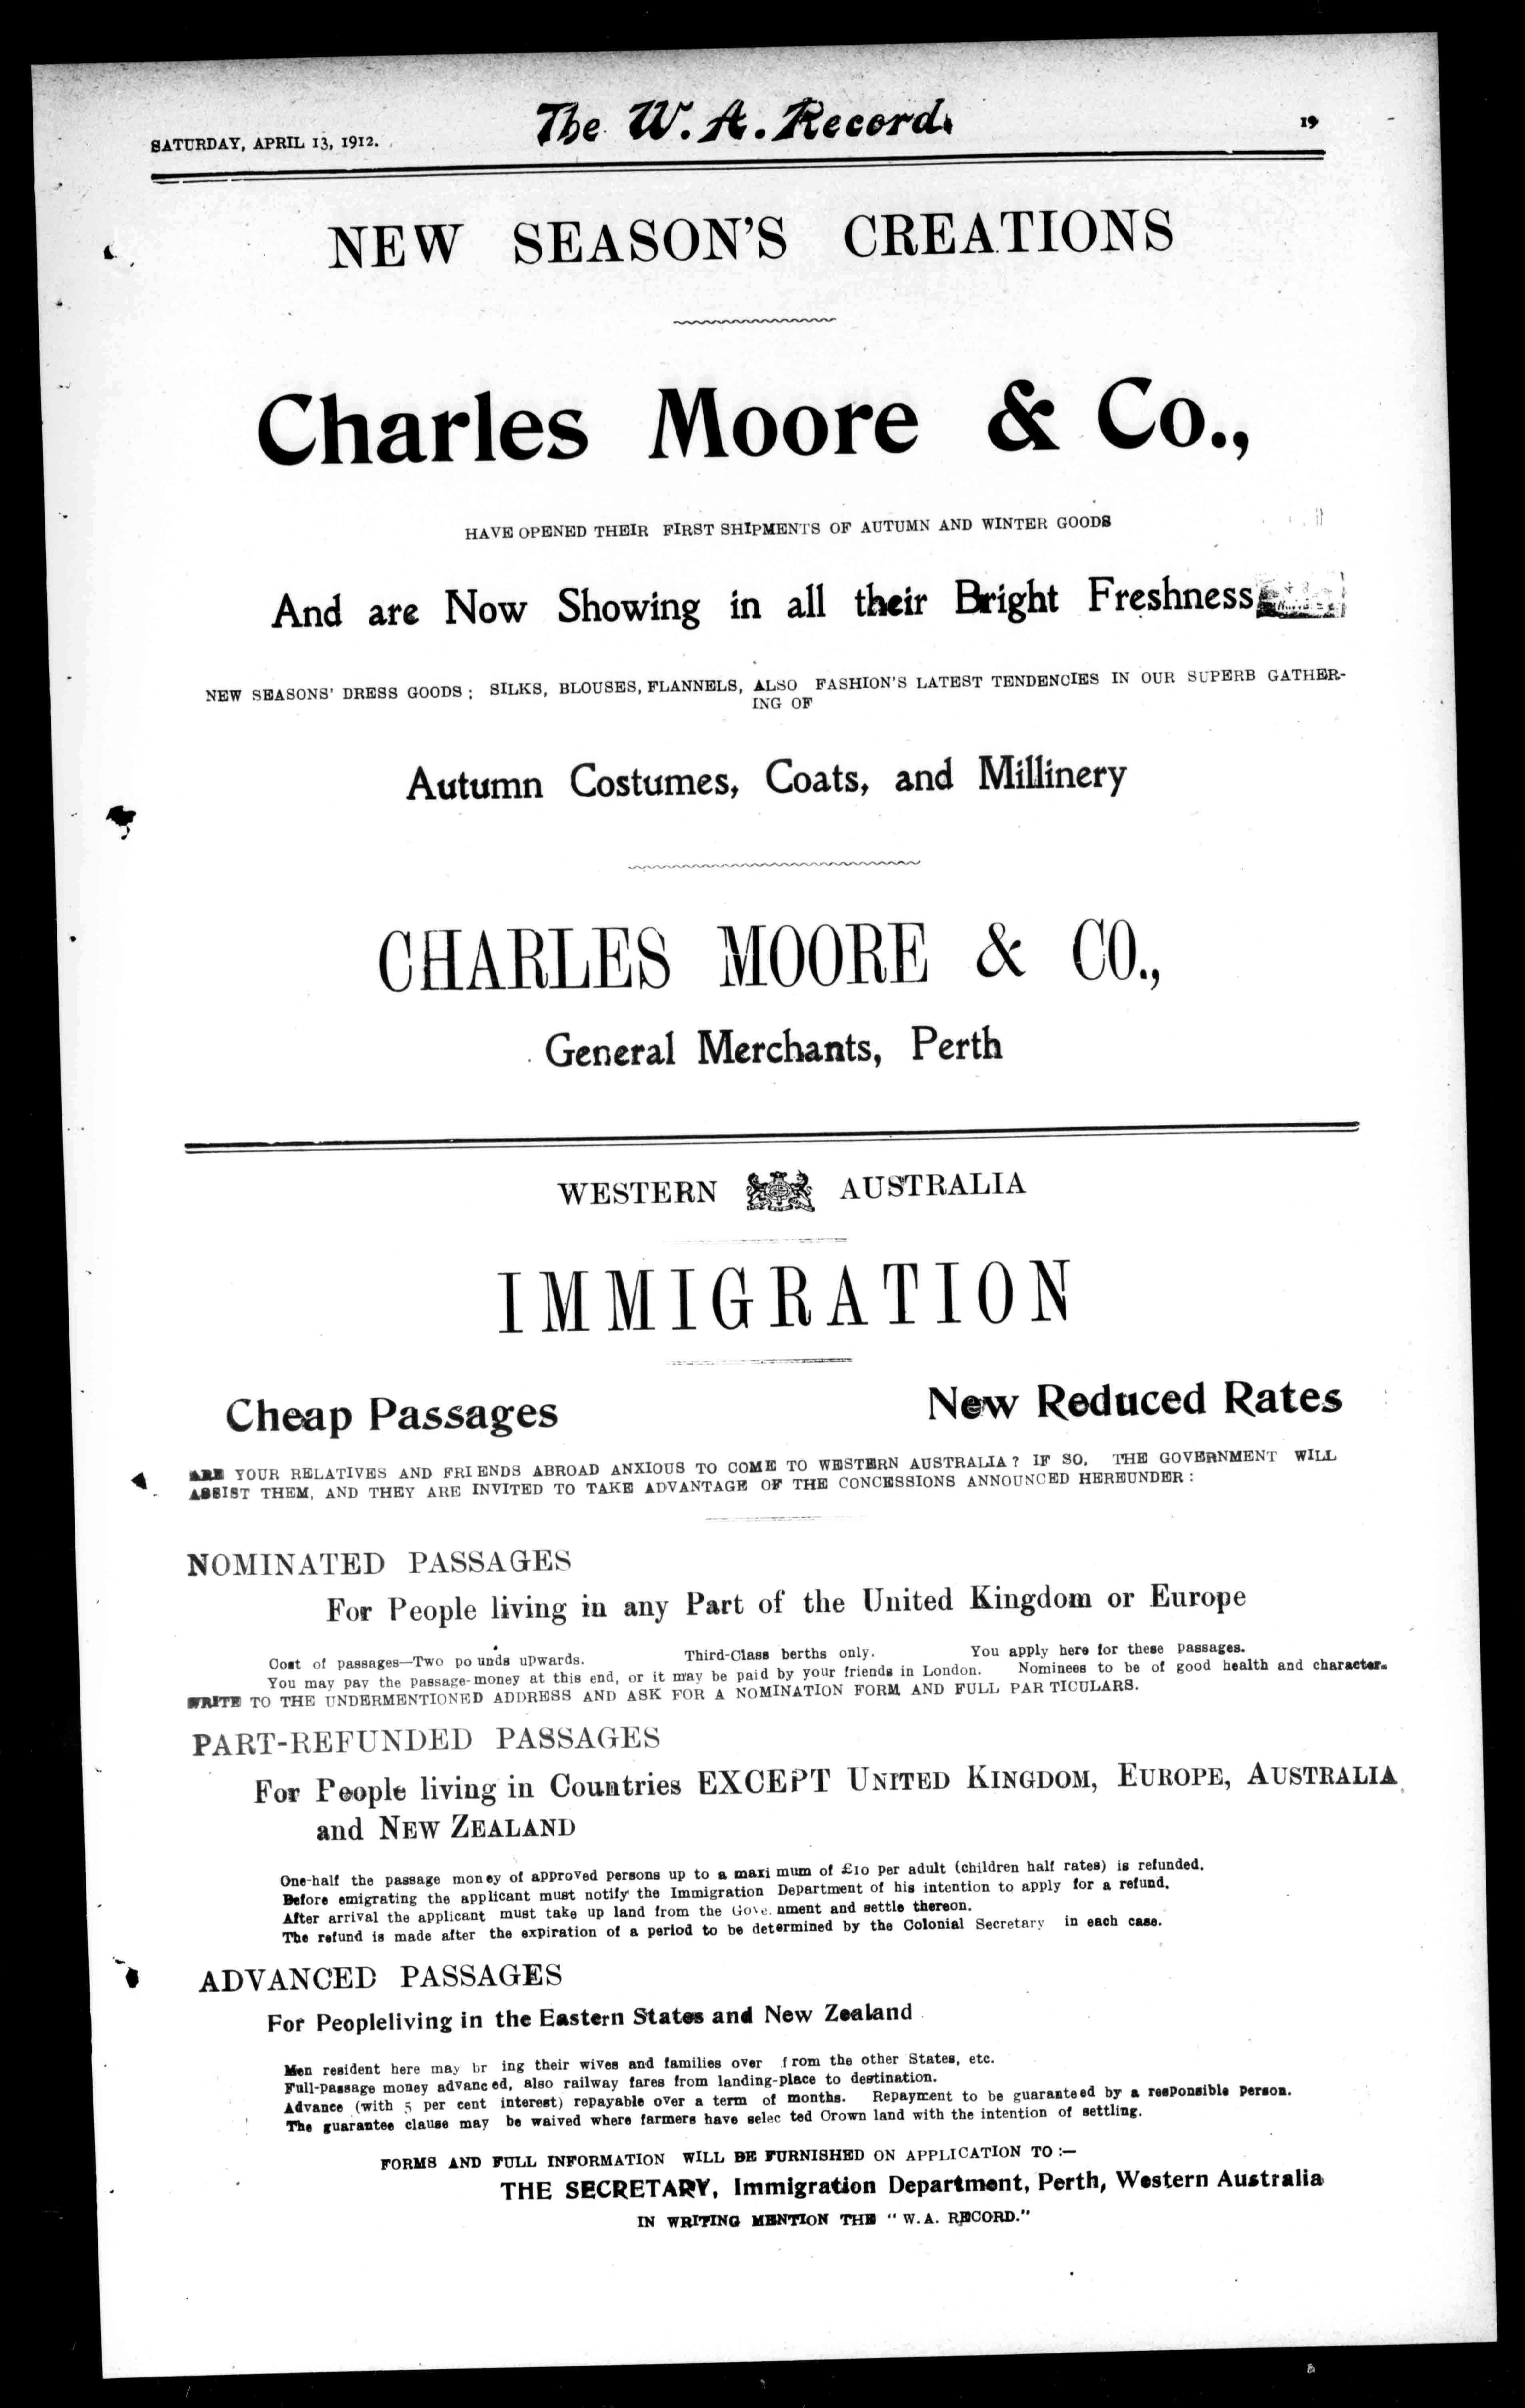 SATURDAY, APRIL 13, 1912.
The W. A. Record.
19
NEW SEASON'S CREATIONS
Charles Moore & Co.,
HAVE OPENED THEIR FIRST SHIPMENTS OF AUTUMN AND WINTER GOODS
And are Now Showing in all their Bright Freshness
NEW SEASONS' DRESS GOODS; SILKS, BLOUSES, FLANNELS, ALSO FASHION'S LATEST TENDENCIES IN OUR SUPERB GATHER-
ING OF
Autumn Costumes, Coats, and Millinery
CHARLES MOORE & CO.,
General Merchants, Perth
WESTERN AUSTRALIA
IMMIGRATION
Cheap Passages New Reduced Rates
ARE YOUR RELATIVES AND FRIENDS ABROAD ANXIOUS TO COME TO WESTERN AUSTRALIA? IF SO, THE GOVERNMENT WILL
ASSIST THEM, AND THEY ARE INVITED TO TAKE ADVANTAGE OF THE CONCESSIONS ANNOUNCED HEREUNDER:
NOMINATED PASSAGES
For People living in any Part of the United Kingdom or Europe
Cost of passages—Two po unds upwards. Third-Class berths only. You apply here for these passages.
You may pay the passage-money at this end, or it may be paid by your friends in London. Nominees to be of good health and character.
WRITE TO THE UNDERMENTIONED ADDRESS AND ASK FOR A NOMINATION FORM AND FULL PAR TICULARS.
PART-REFUNDED PASSAGES
For People living in Countries EXCEPT UNITED KINGDOM, EUROPE, AUSTRALIA
and NEW ZEALAND
One-half the passage money of approved persons up to a maxi mum of £10 per adult (children half rates) is refunded.
Before emigrating the applicant must notify the Immigration Department of his intention to apply for a refund.
After arrival the applicant must take up land from the Gove. nment and settle thereon.
The refund is made after the expiration of a period to be determined by the Colonial Secretary in each case.
ADVANCED PASSAGES
For Peopleliving in the Eastern States and New Zealand
Men resident here may br ing their wives and families over from the other States, etc.
Full-passage money advanc ed, also railway fares from landing-place to destination.
Advance (with 5 per cent interest) repayable over a term of months. Repayment to be guaranteed by a responsible person.
The guarantee clause may be waived where farmers have selec ted Crown land with the intention of settling.
FORMS AND FULL INFORMATION WILL BE FURNISHED ON APPLICATION TO:—
THE SECRETARY, Immigration Department, Perth, Western Australia
IN WRITING MENTION THE "W.A. RECORD."